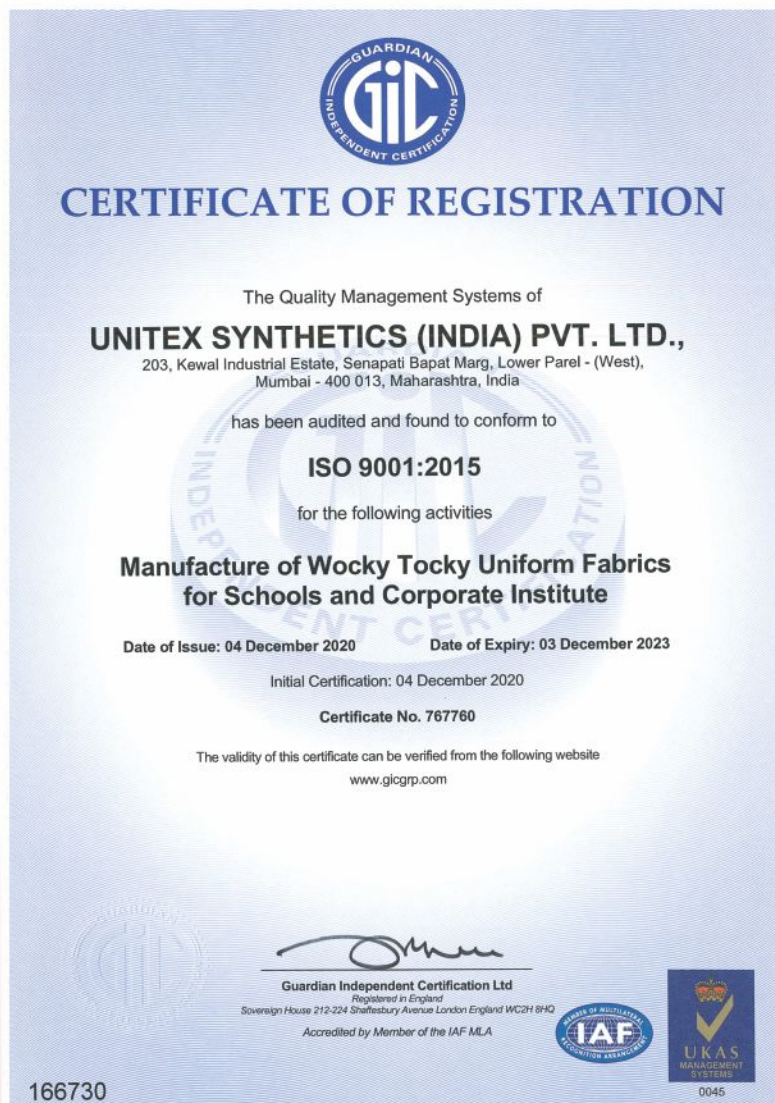 GUARDIAN
GIC
INDEPENDENT CERTIFICATION
CERTIFICATE OF REGISTRATION
The Quality Management Systems of
UNITEX SYNTHETICS (INDIA) PVT. LTD.,
203, Kewal Industrial Estate, Senapati Bapat Marg, Lower Parel - (West),
Mumbai - 400 013, Maharashtra, India
has been audited and found to conform to
ISO 9001:2015
for the following activities
Manufacture of Wocky Tocky Uniform Fabrics
for Schools and Corporate Institute
Date of Issue: 04 December 2020 Date of Expiry: 03 December 2023
Initial Certification: 04 December 2020
Certificate No. 767760
The validity of this certificate can be verified from the following website
www.gicgrp.com
Guardian Independent Certification Ltd
Registered in England
Sovereign House 212-224 Shaftesbury Avenue London England WC2H 8HQ
Accredited by Member of the IAF MLA
MEMBER OF MULTILATERAL
IAF
RECOGNITION ARRANGEMENT
UKAS
MANAGEMENT
SYSTEMS
0045
166730